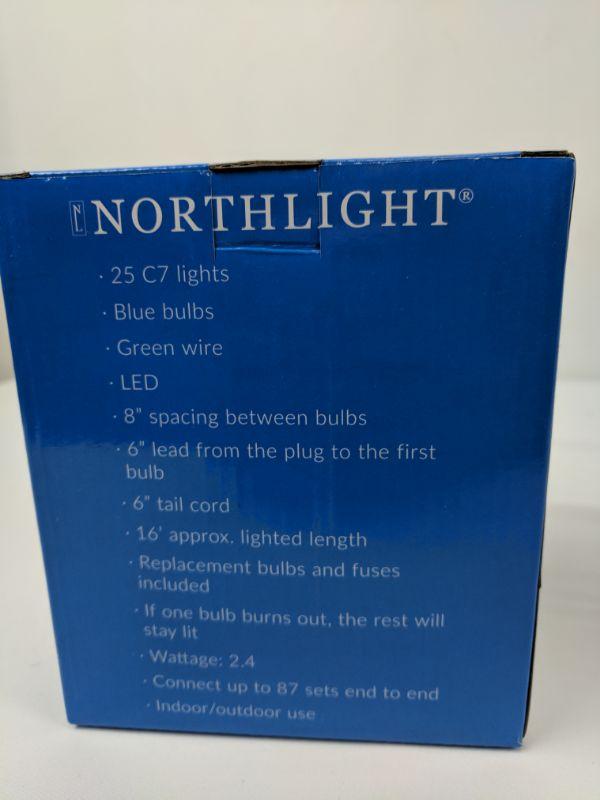 NL NORTHLIGHT®
· 25 C7 lights
· Blue bulbs
· Green wire
· LED
· 8" spacing between bulbs
· 6" lead from the plug to the first
bulb
· 6" tail cord
· 16' approx. lighted length
· Replacement bulbs and fuses
included
· If one bulb burns out, the rest will
stay lit
· Wattage: 2.4
· Connect up to 87 sets end to end
· Indoor/outdoor use